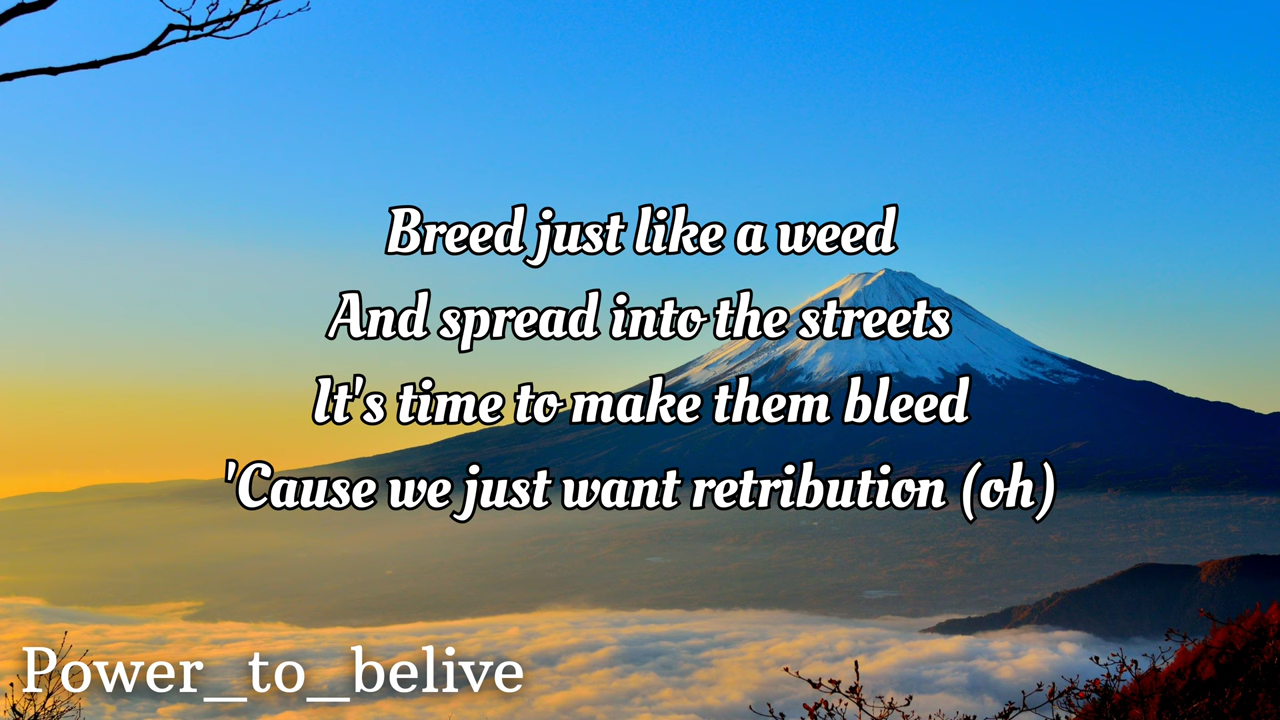 Breed just like a weed
And spread into the streets
It's time to make them bleed
'Cause we just want retribution (oh)
Power_to_belive